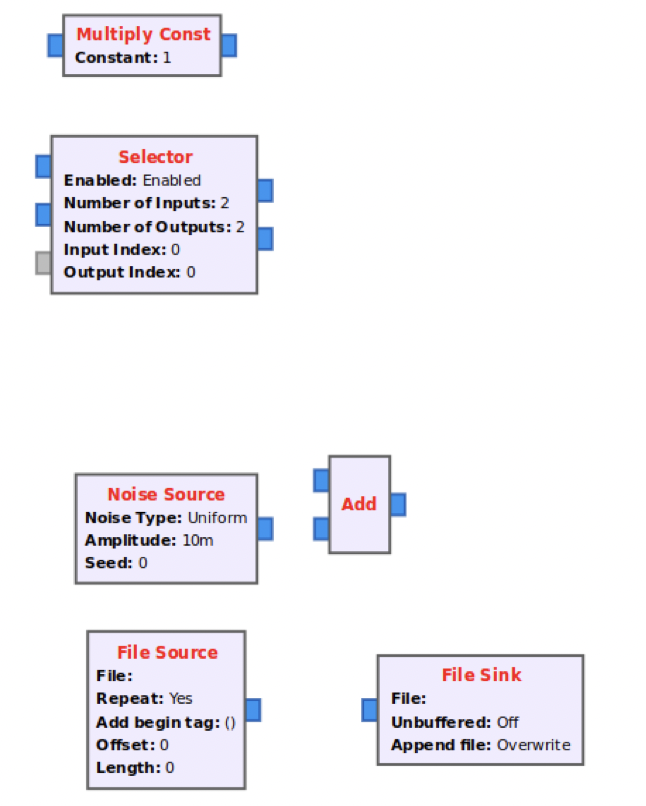 Multiply Const
Constant: 1
Selector
Enabled: Enabled
Number of Inputs: 2
Number of Outputs: 2
Input Index: 0
Output Index: 0
Noise Source
Noise Type: Uniform
Amplitude: 10m
Seed: 0
Add
File Source
File:
Repeat: Yes
Add begin tag: ()
Offset: 0
Length: 0
File Sink
File:
Unbuffered: Off
Append file: Overwrite